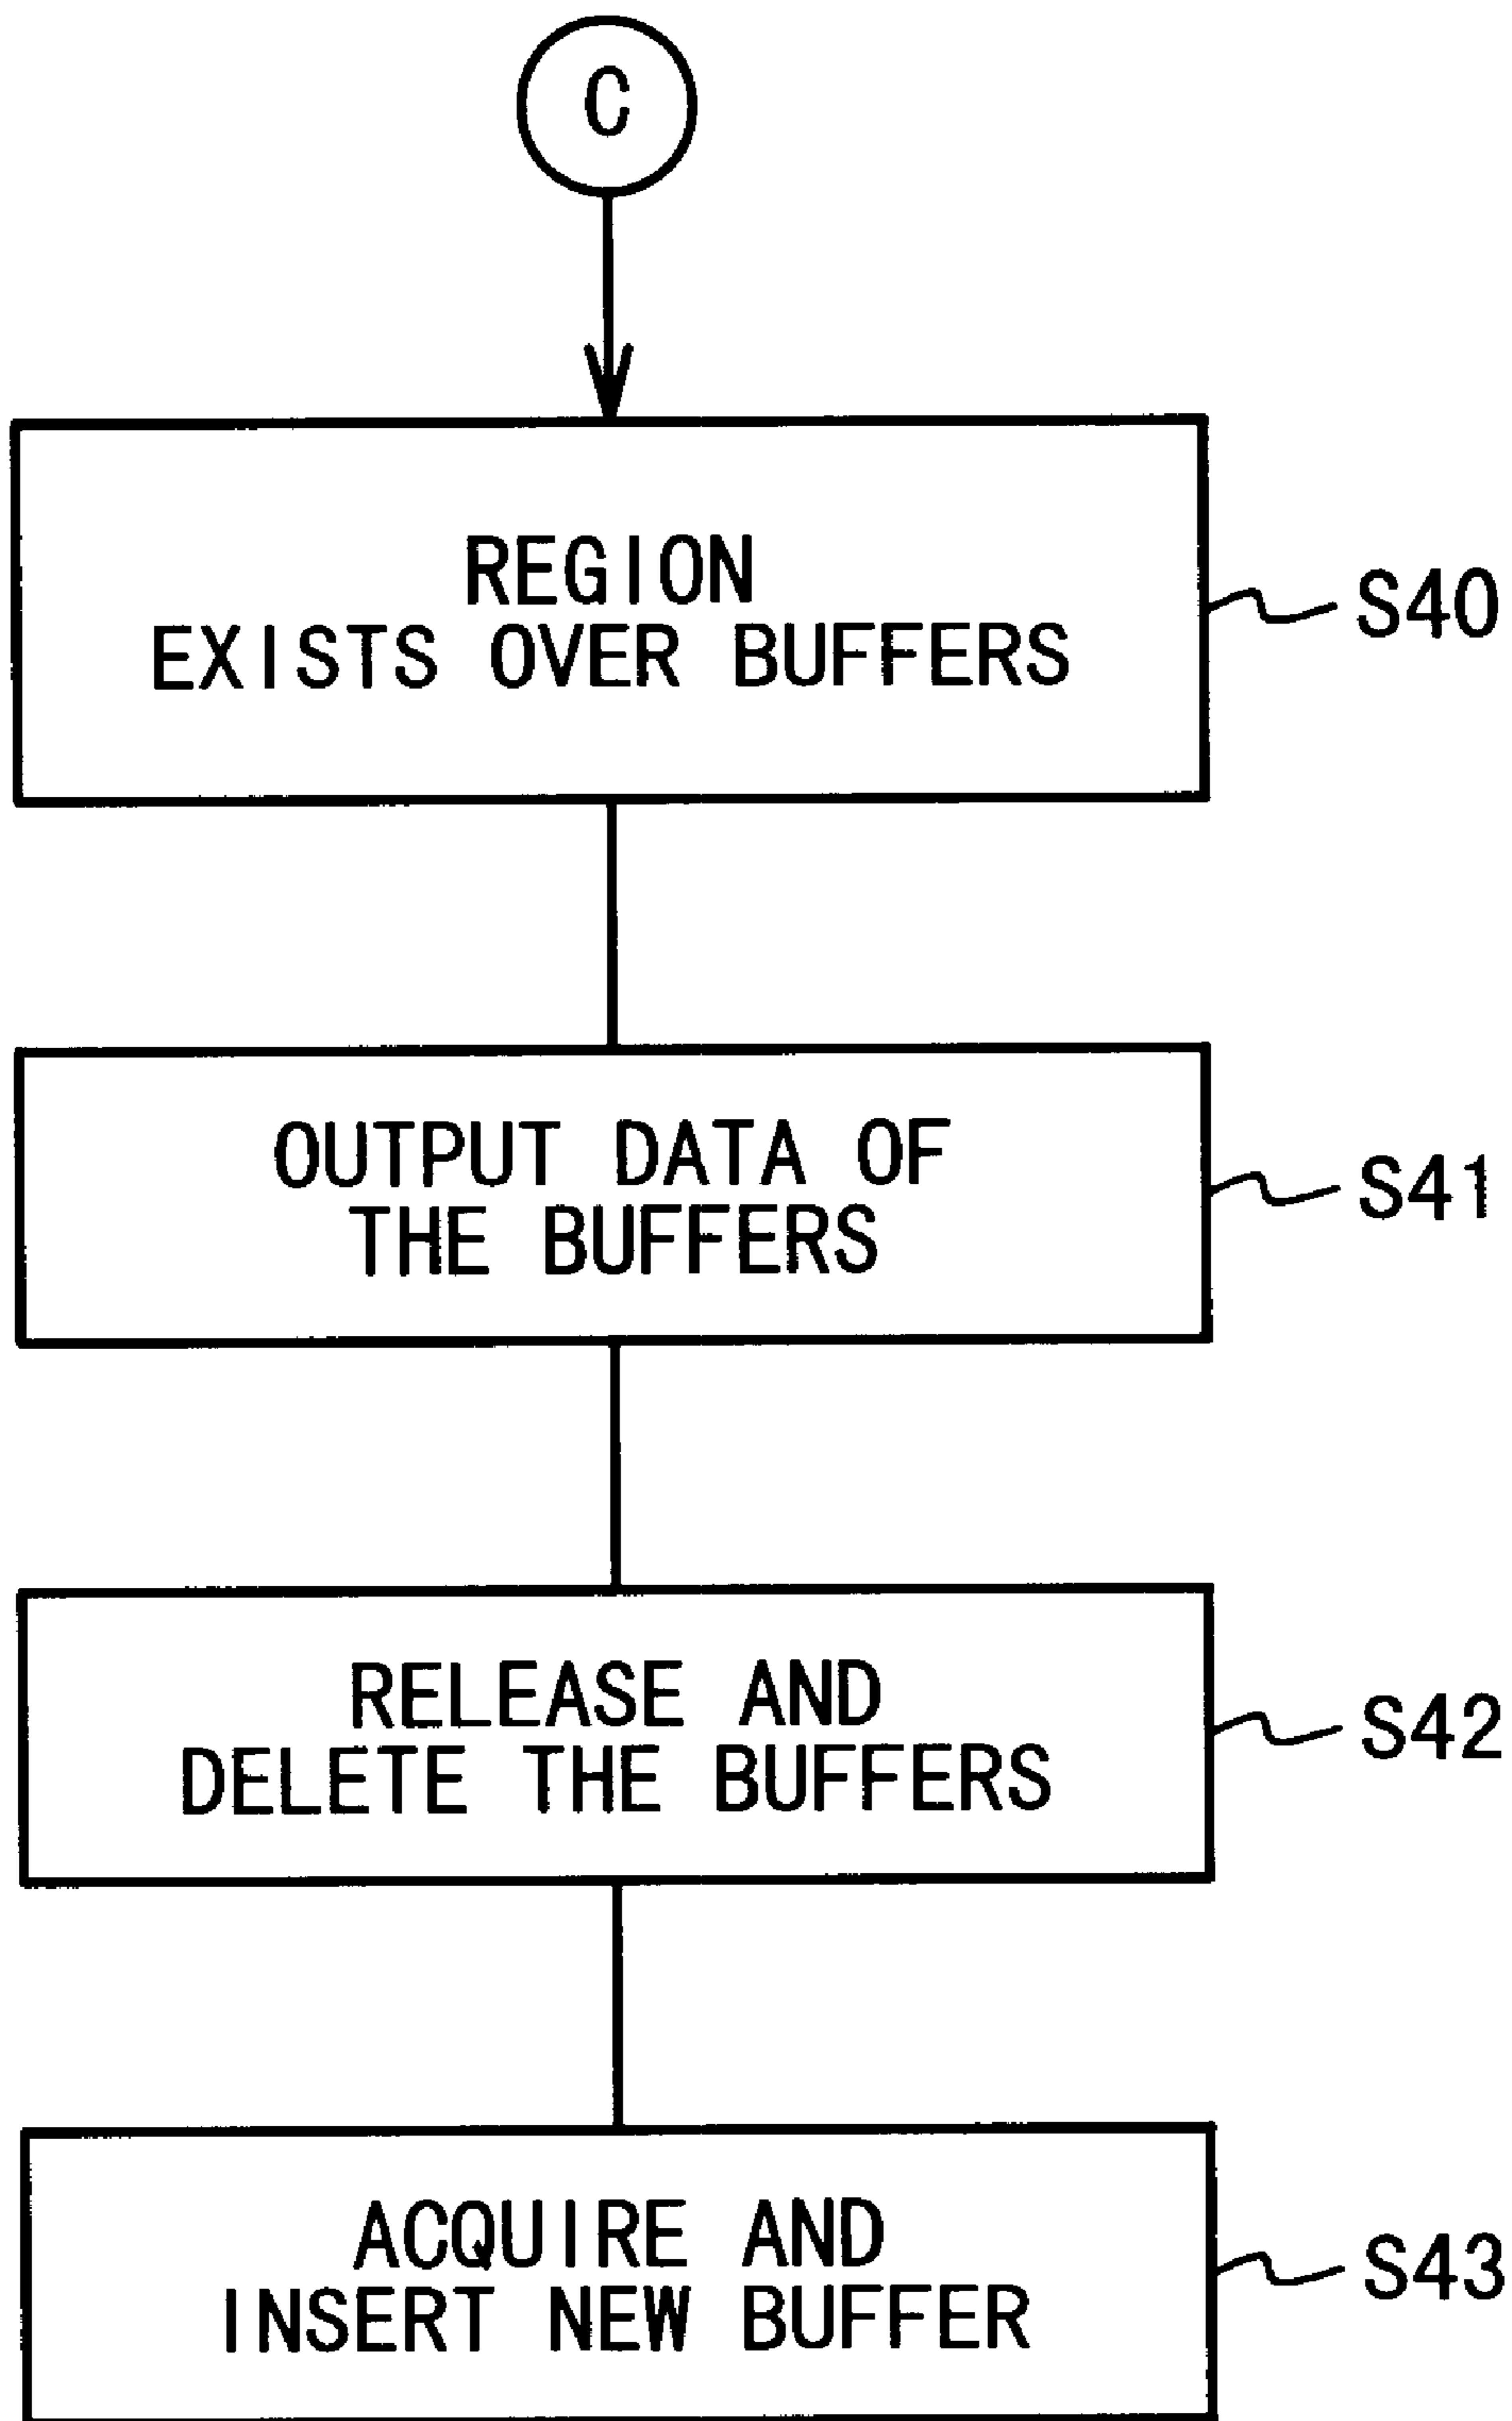 C
REGION
EXISTS OVER BUFFERS
S40
OUTPUT DATA OF
THE BUFFERS
S41
RELEASE AND
DELETE THE BUFFERS
S42
ACQUIRE AND
INSERT NEW BUFFER
S43